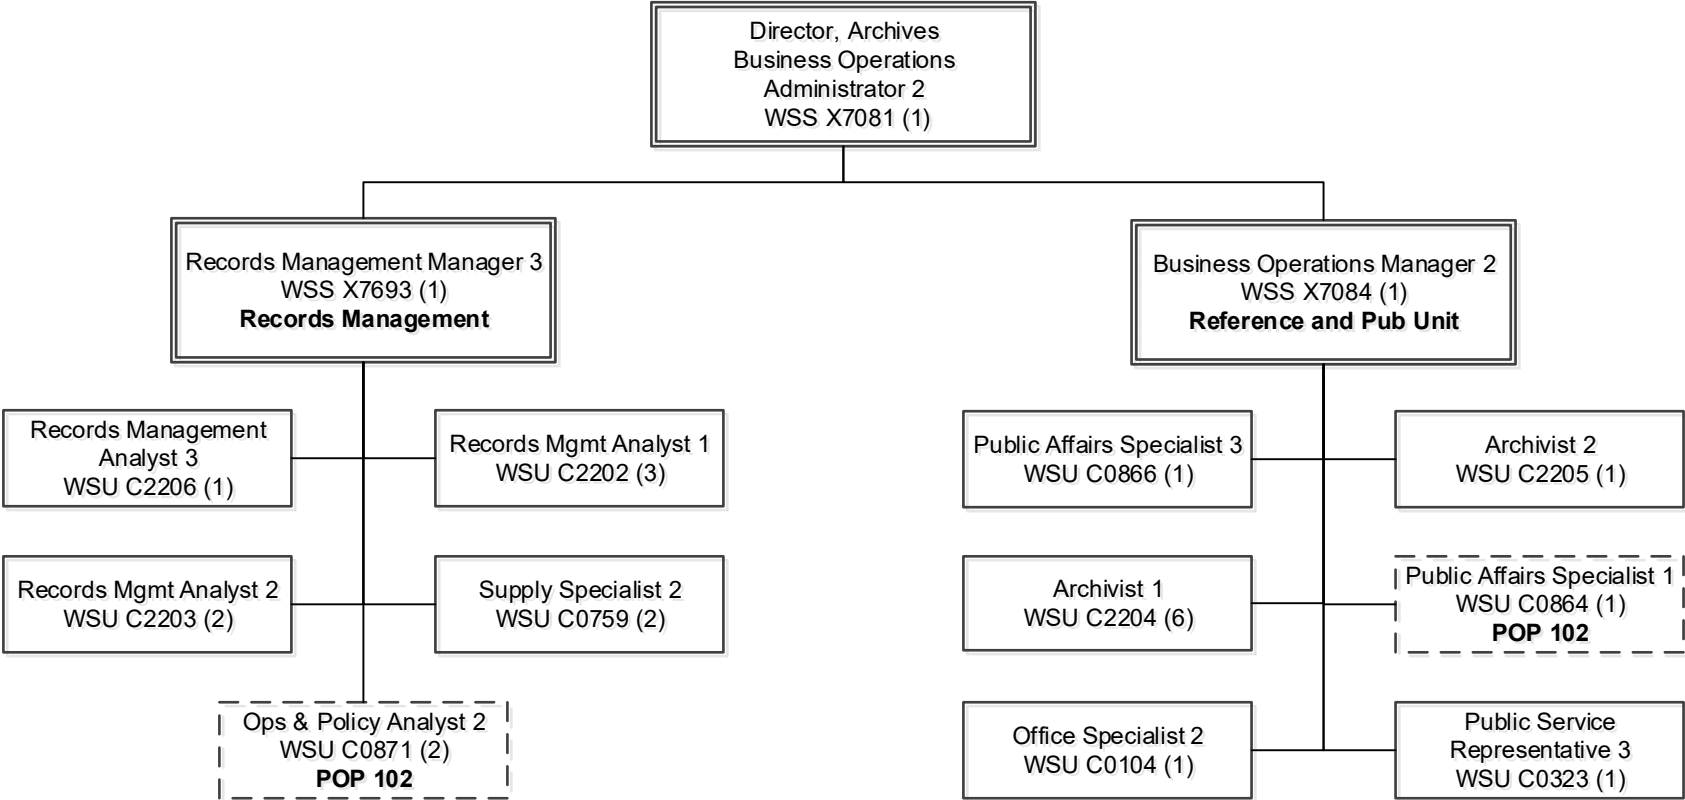 Director, Archives
Business Operations
Administrator 2
WSS X7081 (1)
Records Management Manager 3
WSS X7693 (1)
Records Management
Business Operations Manager 2
WSS X7084 (1)
Reference and Pub Unit
Records Management
Analyst 3
WSU C2206 (1)
Records Mgmt Analyst 1
WSU C2202 (3)
Records Mgmt Analyst 2
WSU C2203 (2)
Supply Specialist 2
WSU C0759 (2)
Ops & Policy Analyst 2
WSU C0871 (2)
POP 102
Public Affairs Specialist 3
WSU C0866 (1)
Archivist 2
WSU C2205 (1)
Archivist 1
WSU C2204 (6)
Public Affairs Specialist 1
WSU C0864 (1)
POP 102
Office Specialist 2
WSU C0104 (1)
Public Service
Representative 3
WSU C0323 (1)